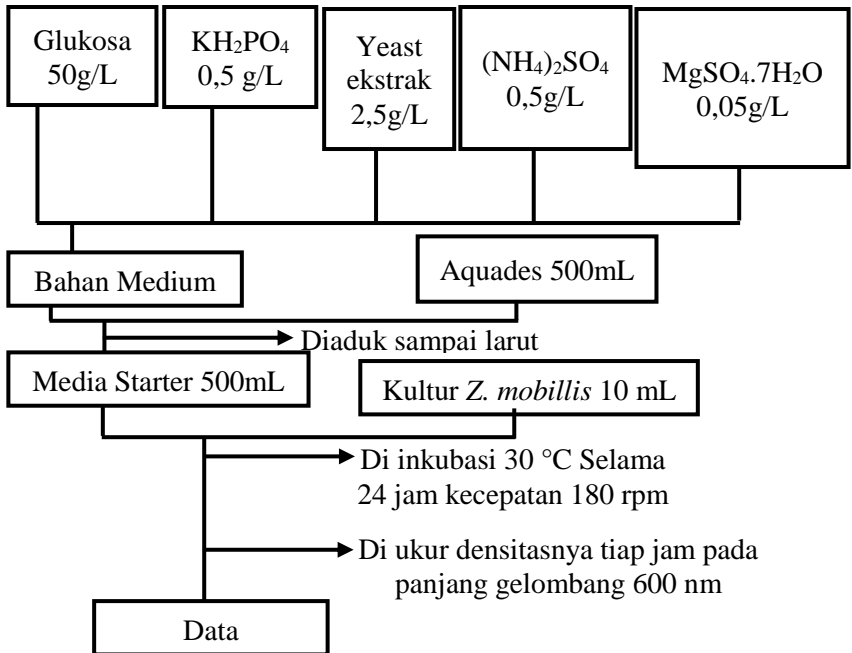 Glukosa
50g/L
KH₂PO₄
0,5 g/L
Yeast
ekstrak
2,5g/L
(NH₄)₂SO₄
0,5g/L
MgSO₄.7H₂O
0,05g/L
Bahan Medium
Aquades 500mL
Diaduk sampai larut
Media Starter 500mL
Kultur Z. mobillis 10 mL
Di inkubasi 30 °C Selama
24 jam kecepatan 180 rpm
Di ukur densitasnya tiap jam pada
panjang gelombang 600 nm
Data